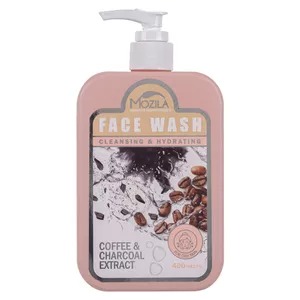 MOZILA
FACE WASH
CLEANSING & HYDRATING
COFFEE &
CHARCOAL
EXTRACT